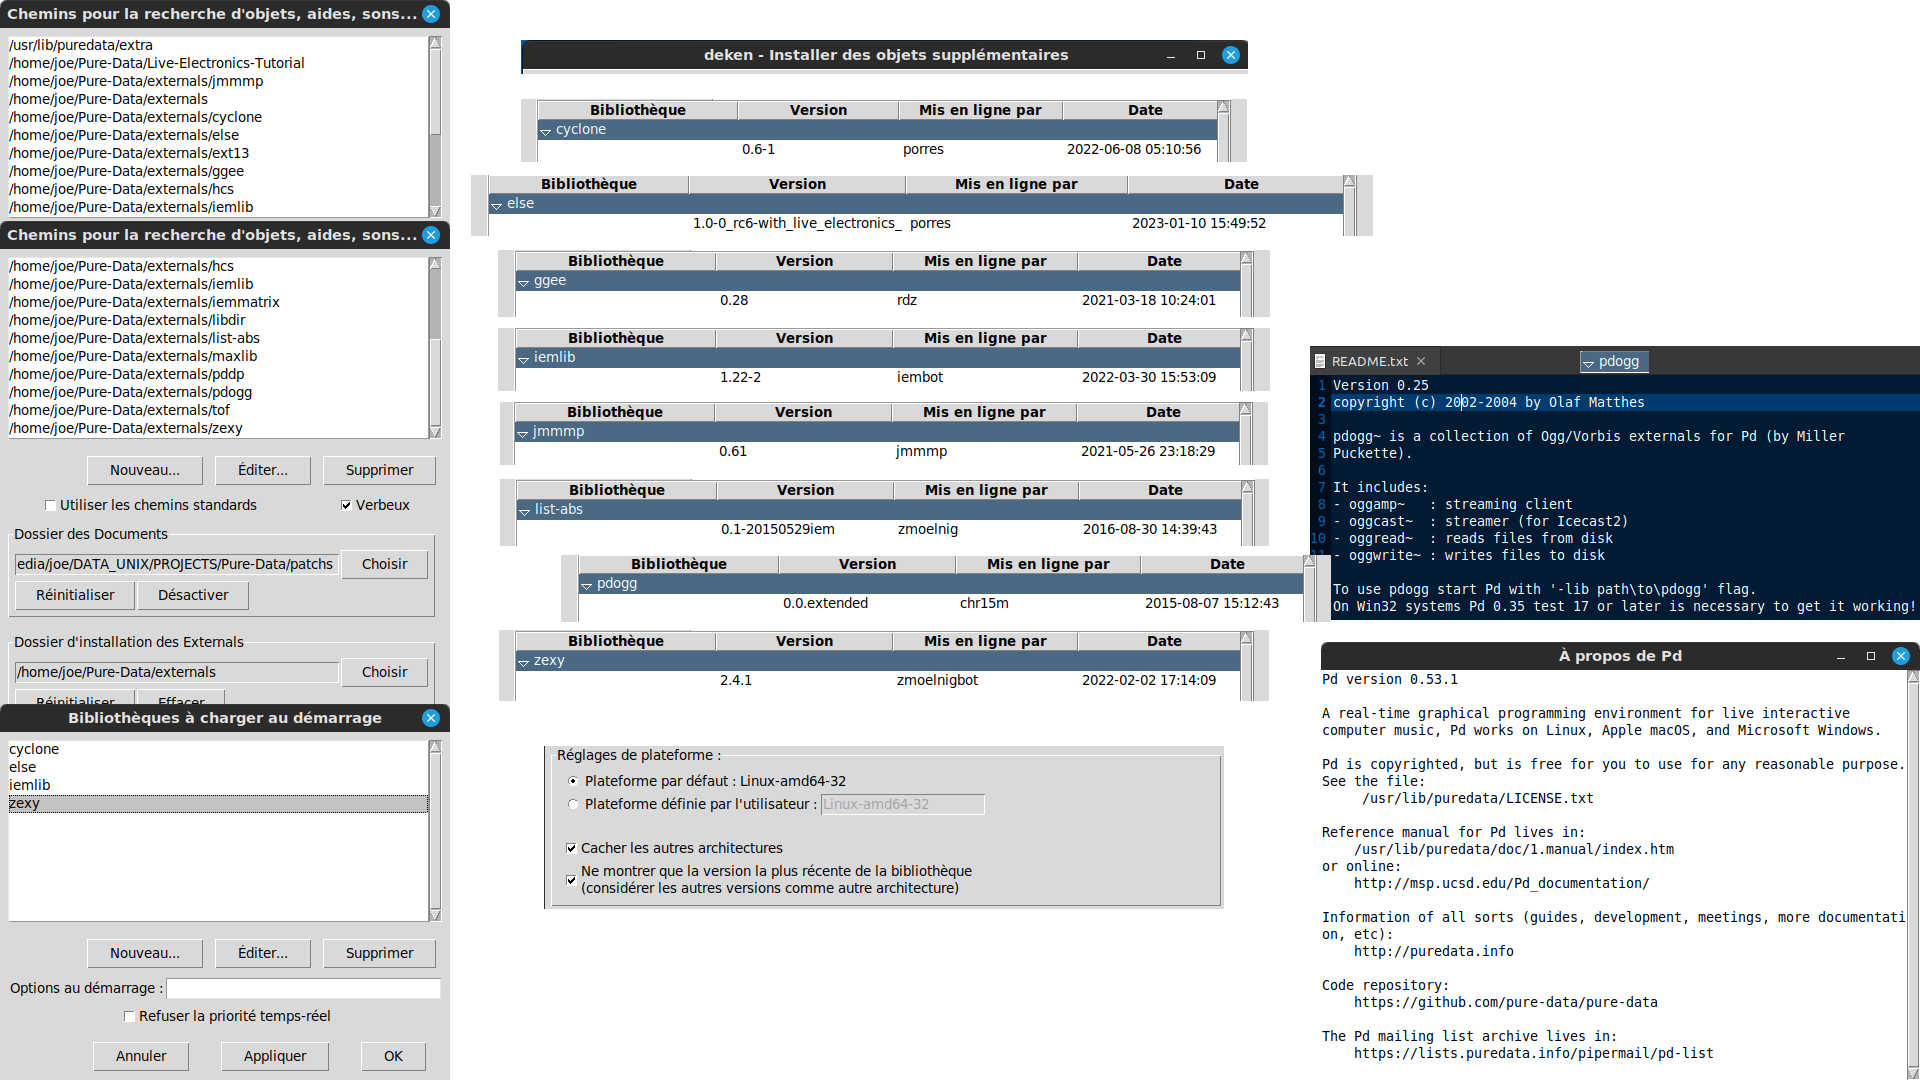 Chemins pour la recherche d'objets, aides, sons...
/usr/lib/puredata/extra
/home/joe/Pure-Data/Live-Electronics-Tutorial
/home/joe/Pure-Data/externals/jmmmp
/home/joe/Pure-Data/externals
/home/joe/Pure-Data/externals/cyclone
/home/joe/Pure-Data/externals/else
/home/joe/Pure-Data/externals/ext13
/home/joe/Pure-Data/externals/ggee
/home/joe/Pure-Data/externals/hcs
/home/joe/Pure-Data/externals/iemlib
Chemins pour la recherche d'objets, aides, sons...
/home/joe/Pure-Data/externals/hcs
/home/joe/Pure-Data/externals/iemlib
/home/joe/Pure-Data/externals/iemmatrix
/home/joe/Pure-Data/externals/libdir
/home/joe/Pure-Data/externals/list-abs
/home/joe/Pure-Data/externals/maxlib
/home/joe/Pure-Data/externals/pddp
/home/joe/Pure-Data/externals/pdogg
/home/joe/Pure-Data/externals/tof
/home/joe/Pure-Data/externals/zexy
Nouveau... Éditer... Supprimer
Utiliser les chemins standards Verbeux
Dossier des Documents
edia/joe/DATA_UNIX/PROJECTS/Pure-Data/patchs Choisir
Réinitialiser Désactiver
Dossier d'installation des Externals
/home/joe/Pure-Data/externals Choisir
Réinitialiser Effacer
Bibliothèques à charger au démarrage
cyclone
else
iemlib
zexy
Nouveau... Éditer... Supprimer
Options au démarrage :
Refuser la priorité temps-réel
Annuler Appliquer OK
deken - Installer des objets supplémentaires
Bibliothèque Version Mis en ligne par Date
cyclone
0.6-1 porres 2022-06-08 05:10:56
Bibliothèque Version Mis en ligne par Date
else
1.0-0_rc6-with_live_electronics_ porres 2023-01-10 15:49:52
Bibliothèque Version Mis en ligne par Date
ggee
0.28 rdz 2021-03-18 10:24:01
Bibliothèque Version Mis en ligne par Date
iemlib
1.22-2 iembot 2022-03-30 15:53:09
Bibliothèque Version Mis en ligne par Date
jmmmp
0.61 jmmmp 2021-05-26 23:18:29
Bibliothèque Version Mis en ligne par Date
list-abs
0.1-20150529iem zmoelnig 2016-08-30 14:39:43
Bibliothèque Version Mis en ligne par Date
pdogg
0.0.extended chr15m 2015-08-07 15:12:43
Bibliothèque Version Mis en ligne par Date
zexy
2.4.1 zmoelnigbot 2022-02-02 17:14:09
Réglages de plateforme :
Plateforme par défaut : Linux-amd64-32
Plateforme définie par l'utilisateur : Linux-amd64-32
Cacher les autres architectures
Ne montrer que la version la plus récente de la bibliothèque
(considérer les autres versions comme autre architecture)
README.txt pdogg
1 Version 0.25
2 copyright (c) 2002-2004 by Olaf Matthes
3
4 pdogg~ is a collection of Ogg/Vorbis externals for Pd (by Miller
5 Puckette).
6
7 It includes:
8 - oggamp~ : streaming client
9 - oggcast~ : streamer (for Icecast2)
10 - oggread~ : reads files from disk
11 - oggwrite~ : writes files to disk
To use pdogg start Pd with '-lib path\to\pdogg' flag.
On Win32 systems Pd 0.35 test 17 or later is necessary to get it working!
À propos de Pd
Pd version 0.53.1
A real-time graphical programming environment for live interactive
computer music, Pd works on Linux, Apple macOS, and Microsoft Windows.
Pd is copyrighted, but is free for you to use for any reasonable purpose.
See the file:
/usr/lib/puredata/LICENSE.txt
Reference manual for Pd lives in:
/usr/lib/puredata/doc/1.manual/index.htm
or online:
http://msp.ucsd.edu/Pd_documentation/
Information of all sorts (guides, development, meetings, more documentati
on, etc):
http://puredata.info
Code repository:
https://github.com/pure-data/pure-data
The Pd mailing list archive lives in:
https://lists.puredata.info/pipermail/pd-list